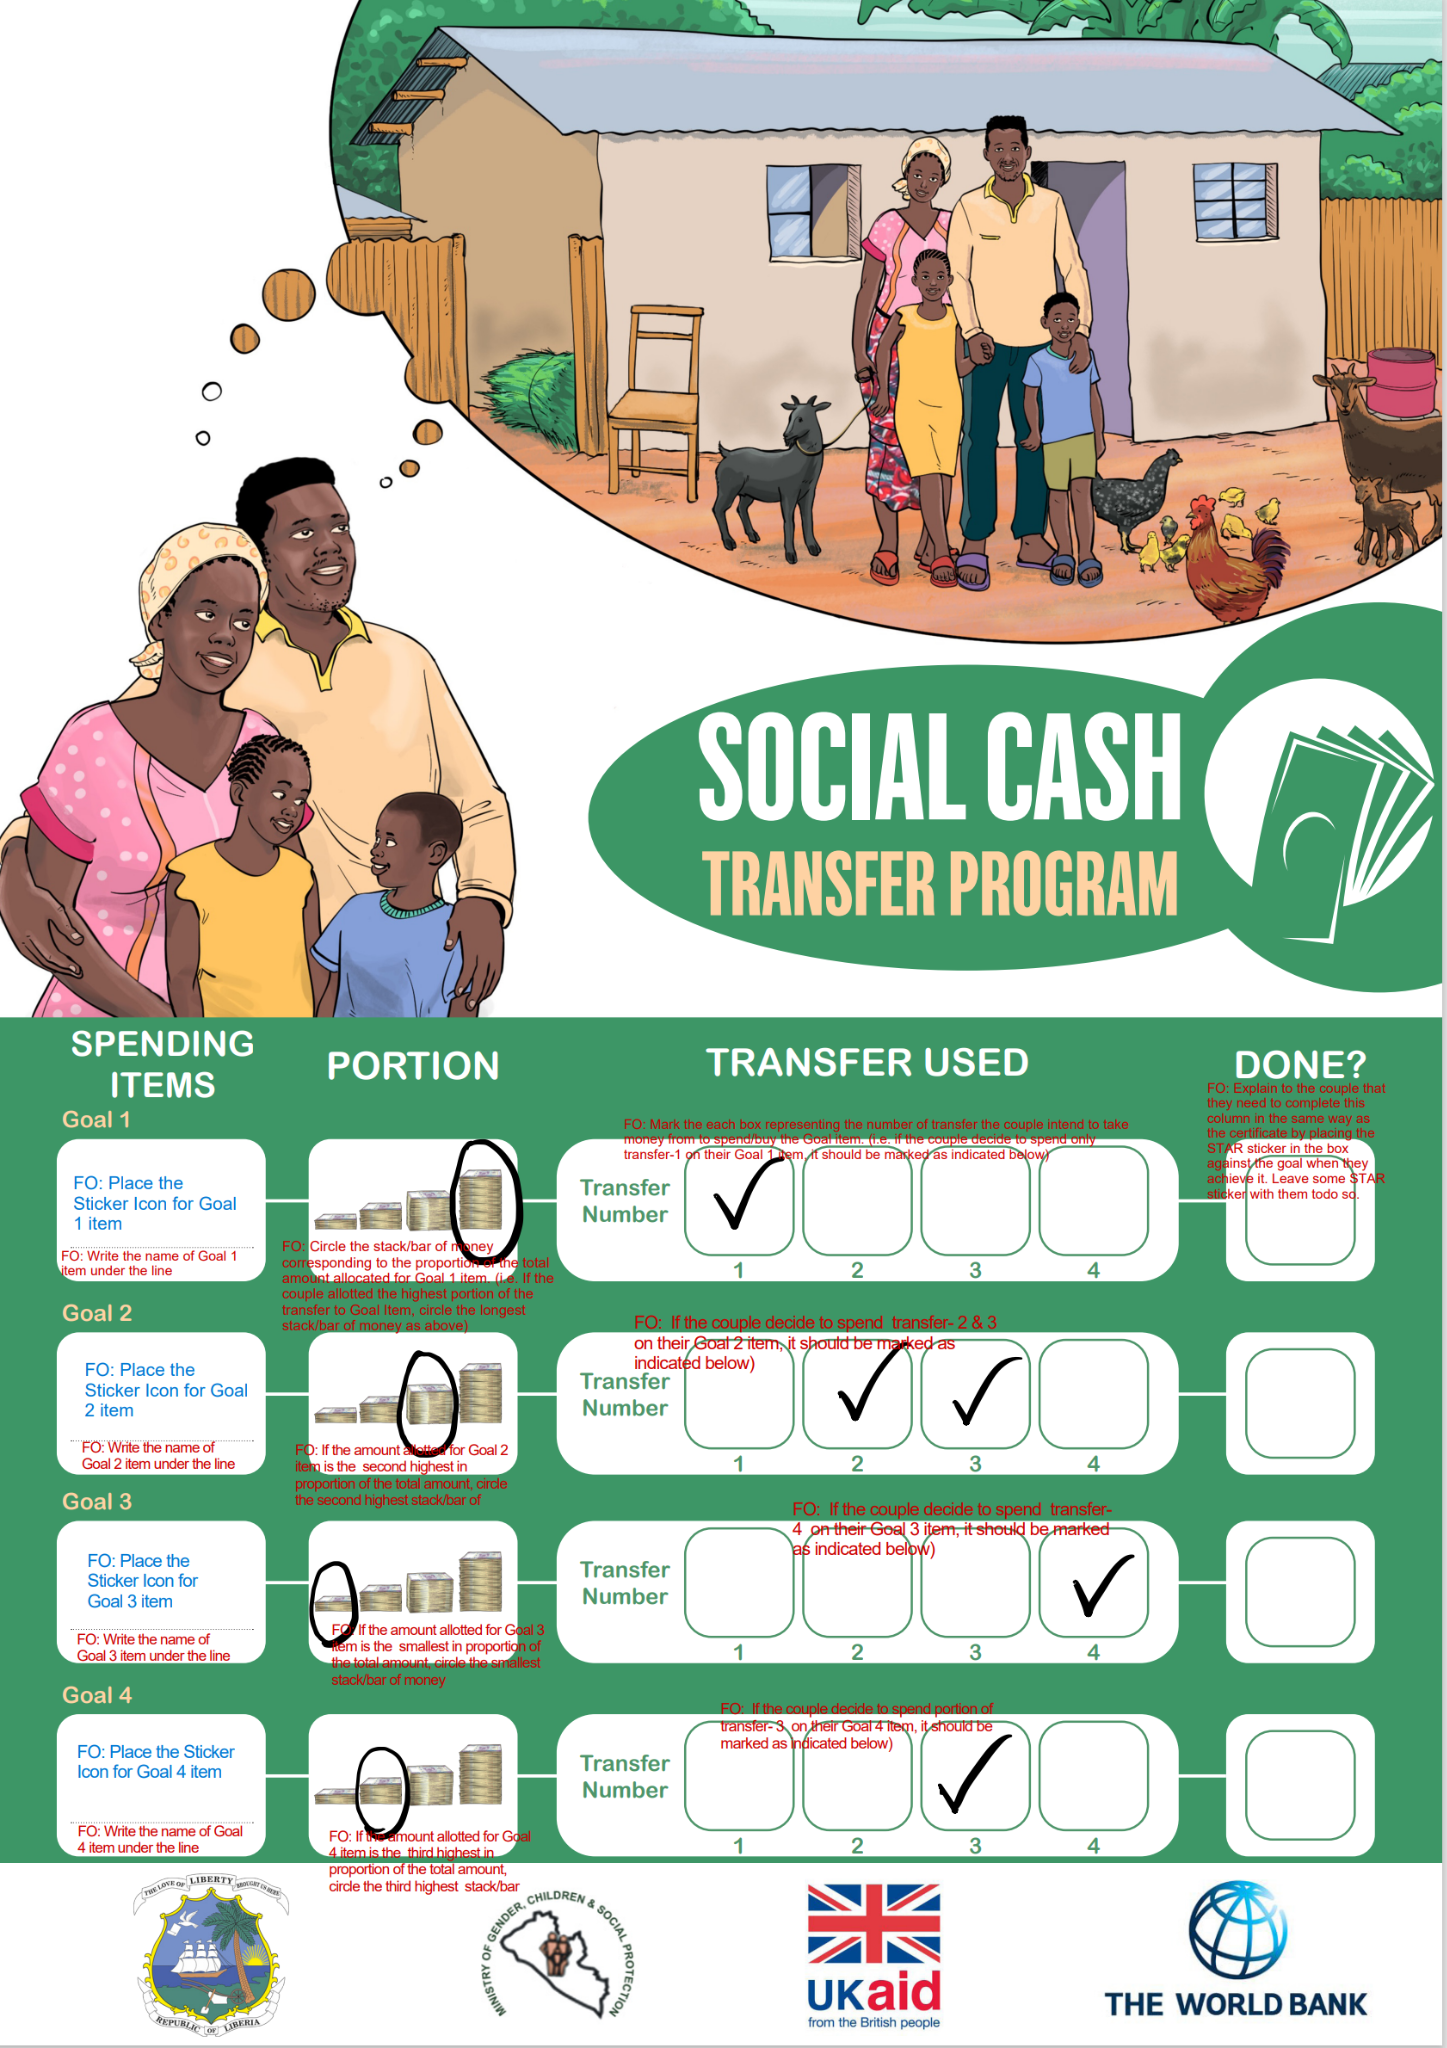 SOCIAL CASH
TRANSFER PROGRAM
SPENDING
ITEMS
PORTION
TRANSFER USED
DONE?
FO: Explain to the couple that
they need to complete this
column in the same way as
the certificate by placing the
STAR sticker in the box
against the goal when they
achieve it. Leave some STAR
sticker with them todo so.
Goal 1
FO: Place the
Sticker Icon for Goal
1 item
FO: Write the name of Goal 1
item under the line
FO: Circle the stack/bar of money
corresponding to the proportion of the total
amount allocated for Goal 1 item. (i.e. If the
couple allotted the highest portion of the
transfer to Goal Item, circle the longest
stack/bar of money as above)
FO: Mark the each box representing the number of transfer the couple intend to take
money from to spend/buy the Goal item. (i.e. if the couple decide to spend only
transfer-1 on their Goal 1 item, it should be marked as indicated below)
Transfer
Number
1 2 3 4
Goal 2
FO: Place the
Sticker Icon for Goal
2 item
FO: Write the name of
Goal 2 item under the line
FO: If the amount allotted for Goal 2
item is the second highest in
proportion of the total amount, circle
the second highest stack/bar of
FO: If the couple decide to spend transfer- 2 & 3
on their Goal 2 item, it should be marked as
indicated below)
Transfer
Number
1 2 3 4
Goal 3
FO: Place the
Sticker Icon for
Goal 3 item
FO: Write the name of
Goal 3 item under the line
FO: If the amount allotted for Goal 3
item is the smallest in proportion of
the total amount, circle the smallest
stack/bar of money
FO: If the couple decide to spend transfer-
4 on their Goal 3 item, it should be marked
as indicated below)
Transfer
Number
1 2 3 4
Goal 4
FO: Place the Sticker
Icon for Goal 4 item
FO: Write the name of Goal
4 item under the line
FO: If the amount allotted for Goal
4 item is the third highest in
proportion of the total amount,
circle the third highest stack/bar
FO: If the couple decide to spend portion of
transfer- 3 on their Goal 4 item, it should be
marked as indicated below)
Transfer
Number
1 2 3 4
THE LOVE OF LIBERTY BROUGHT US HERE
REPUBLIC OF LIBERIA
MINISTRY OF GENDER, CHILDREN & SOCIAL PROTECTION
UKaid
from the British people
THE WORLD BANK